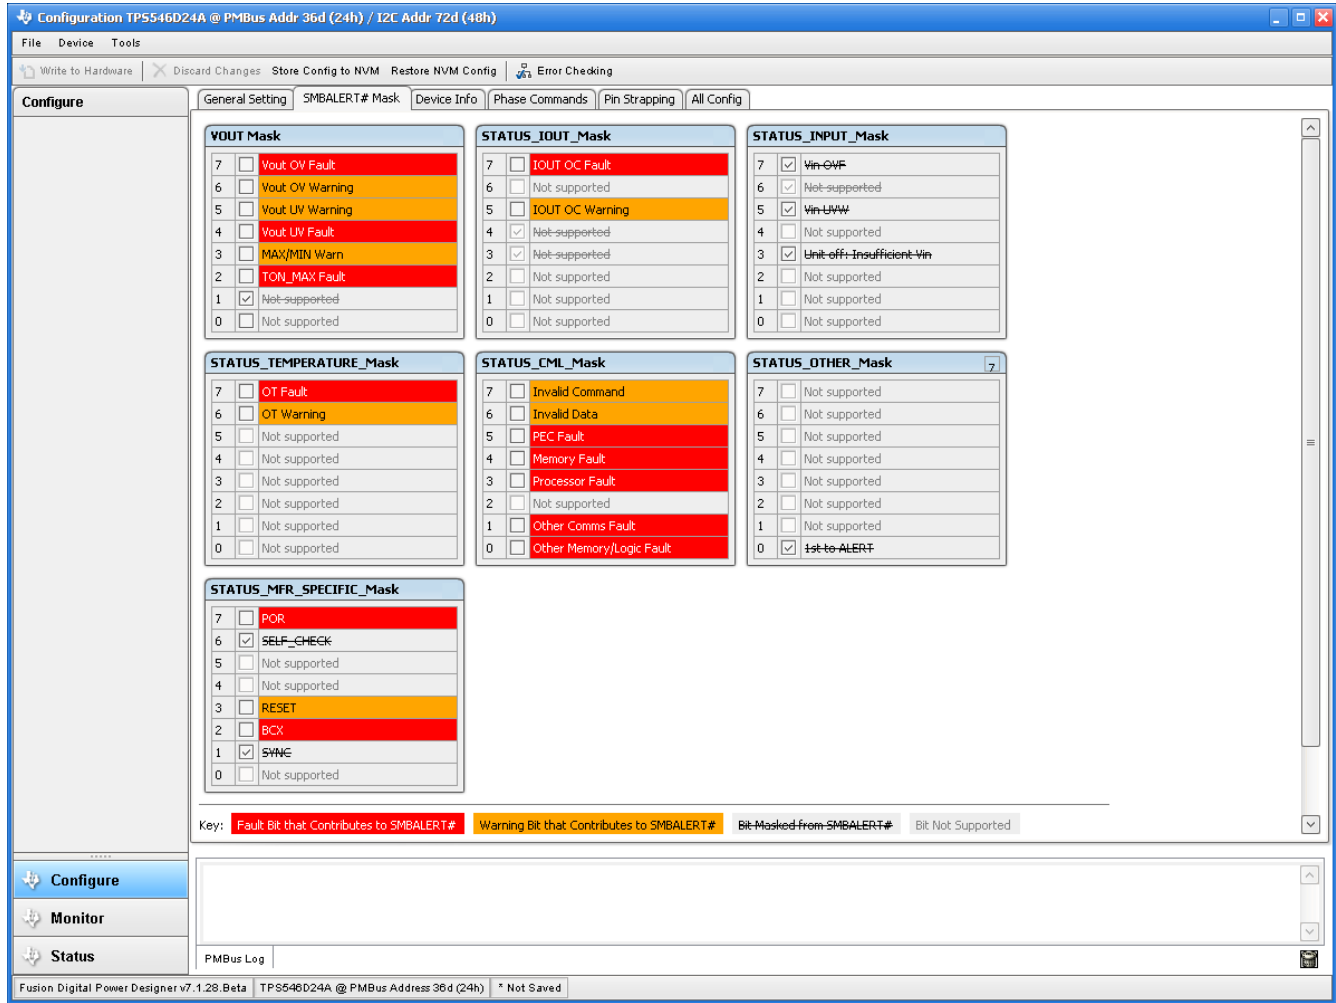 Configuration TPS546D24A @ PMBus Addr 36d (24h) / I2C Addr 72d (48h)
File Device Tools
Write to Hardware Discard Changes Store Config to NVM Restore NVM Config Error Checking
Configure
General Setting SMBALERT# Mask Device Info Phase Commands Pin Strapping All Config
VOUT Mask
7 Vout OV Fault
6 Vout OV Warning
5 Vout UV Warning
4 Vout UV Fault
3 MAX/MIN Warn
2 TON_MAX Fault
1 Not supported
0 Not supported
STATUS_IOUT_Mask
7 IOUT OC Fault
6 Not supported
5 IOUT OC Warning
4 Not supported
3 Not supported
2 Not supported
1 Not supported
0 Not supported
STATUS_INPUT_Mask
7 Vin OVF
6 Not supported
5 Vin UVW
4 Not supported
3 Unit off: Insufficient Vin
2 Not supported
1 Not supported
0 Not supported
STATUS_TEMPERATURE_Mask
7 OT Fault
6 OT Warning
5 Not supported
4 Not supported
3 Not supported
2 Not supported
1 Not supported
0 Not supported
STATUS_CML_Mask
7 Invalid Command
6 Invalid Data
5 PEC Fault
4 Memory Fault
3 Processor Fault
2 Not supported
1 Other Comms Fault
0 Other Memory/Logic Fault
STATUS_OTHER_Mask 7
7 Not supported
6 Not supported
5 Not supported
4 Not supported
3 Not supported
2 Not supported
1 Not supported
0 1st to ALERT
STATUS_MFR_SPECIFIC_Mask
7 POR
6 SELF_CHECK
5 Not supported
4 Not supported
3 RESET
2 BCX
1 SYNC
0 Not supported
Key: Fault Bit that Contributes to SMBALERT# Warning Bit that Contributes to SMBALERT# Bit Masked from SMBALERT# Bit Not Supported
Configure
Monitor
Status
PMBus Log
Fusion Digital Power Designer v7.1.28.Beta TPS546D24A @ PMBus Address 36d (24h) * Not Saved